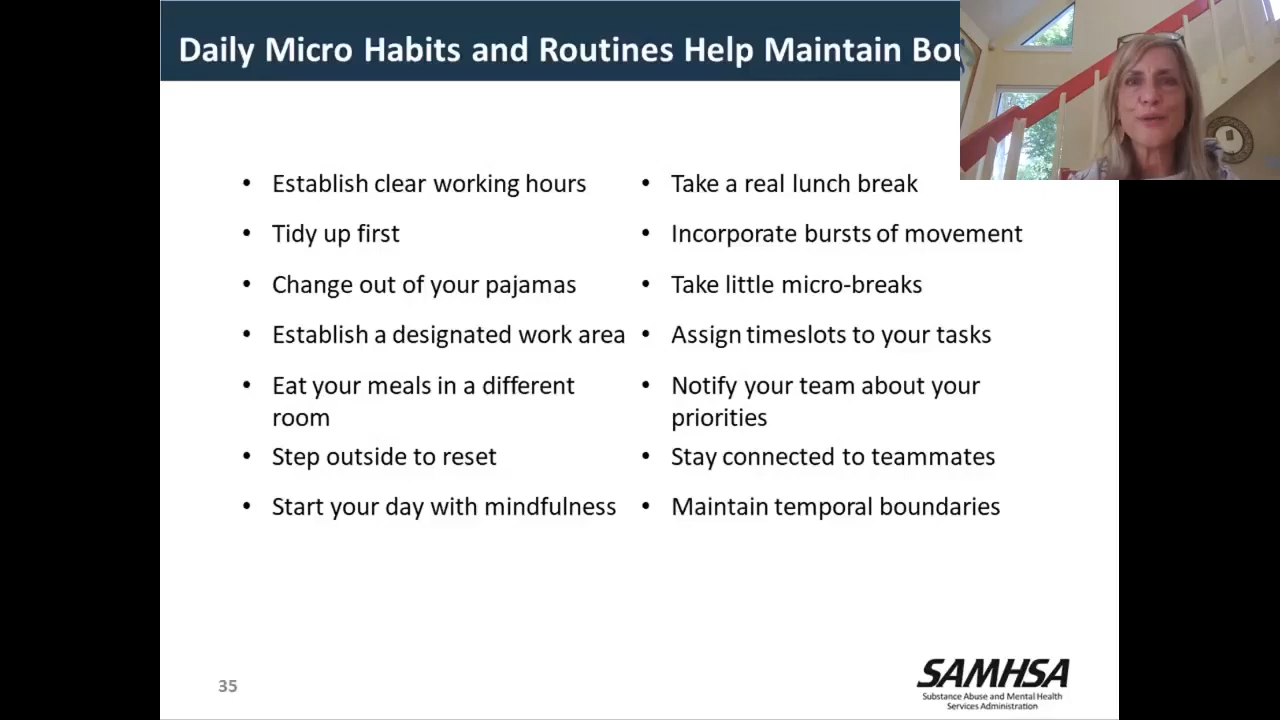 Daily Micro Habits and Routines Help Maintain
• Establish clear working hours
• Tidy up first
• Change out of your pajamas
• Establish a designated work area
• Eat your meals in a different
room
• Step outside to reset
• Start your day with mindfulness
• Take a real lunch break
• Incorporate bursts of movement
• Take little micro-breaks
• Assign timeslots to your tasks
• Notify your team about your
priorities
• Stay connected to teammates
• Maintain temporal boundaries
35
SAMHSA
Substance Abuse and Mental Health
Services Administration